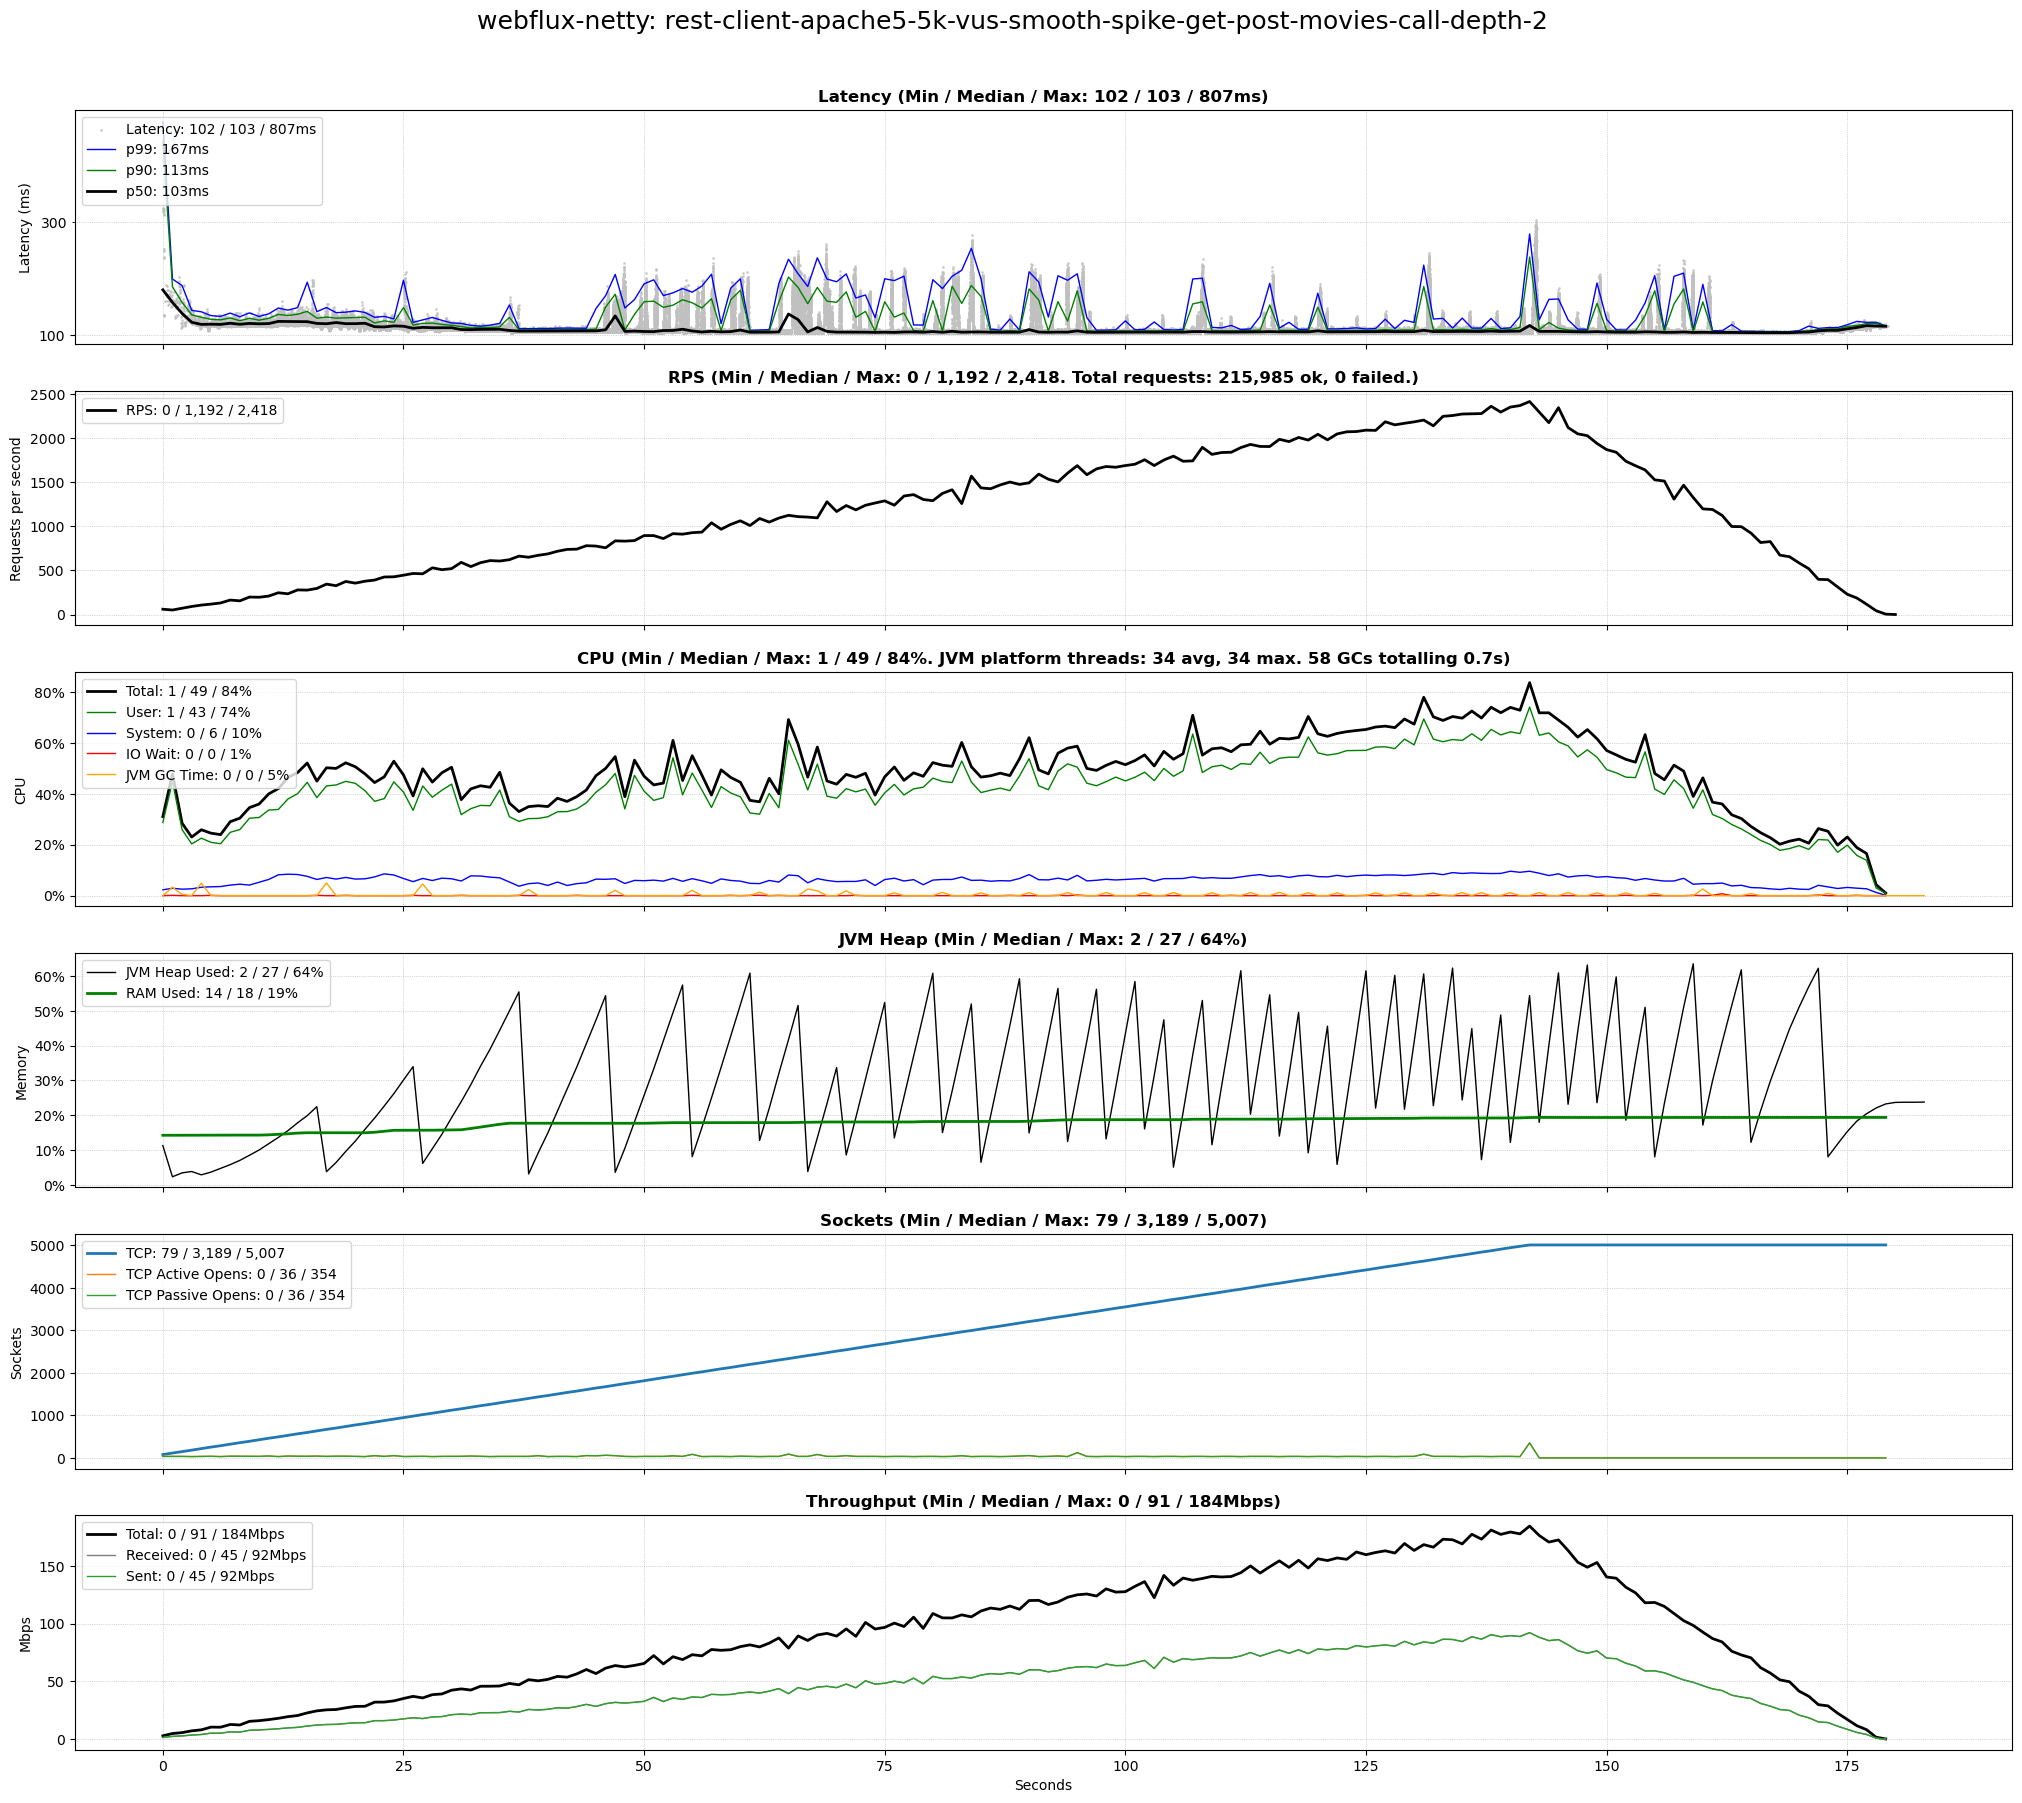 webflux-netty: rest-client-apache5-5k-vus-smooth-spike-get-post-movies-call-depth-2
Latency (Min / Median / Max: 102 / 103 / 807ms)
Latency: 102 / 103 / 807ms
p99: 167ms
p90: 113ms
p50: 103ms
Latency (ms)
300
100
RPS (Min / Median / Max: 0 / 1,192 / 2,418. Total requests: 215,985 ok, 0 failed.)
RPS: 0 / 1,192 / 2,418
Requests per second
2500
2000
1500
1000
500
0
CPU (Min / Median / Max: 1 / 49 / 84%. JVM platform threads: 34 avg, 34 max. 58 GCs totalling 0.7s)
Total: 1 / 49 / 84%
User: 1 / 43 / 74%
System: 0 / 6 / 10%
IO Wait: 0 / 0 / 1%
JVM GC Time: 0 / 0 / 5%
CPU
80%
60%
40%
20%
0%
JVM Heap (Min / Median / Max: 2 / 27 / 64%)
JVM Heap Used: 2 / 27 / 64%
RAM Used: 14 / 18 / 19%
Memory
60%
50%
40%
30%
20%
10%
0%
Sockets (Min / Median / Max: 79 / 3,189 / 5,007)
TCP: 79 / 3,189 / 5,007
TCP Active Opens: 0 / 36 / 354
TCP Passive Opens: 0 / 36 / 354
Sockets
5000
4000
3000
2000
1000
0
Throughput (Min / Median / Max: 0 / 91 / 184Mbps)
Total: 0 / 91 / 184Mbps
Received: 0 / 45 / 92Mbps
Sent: 0 / 45 / 92Mbps
Mbps
150
100
50
0
0 25 50 75 100 125 150 175
Seconds